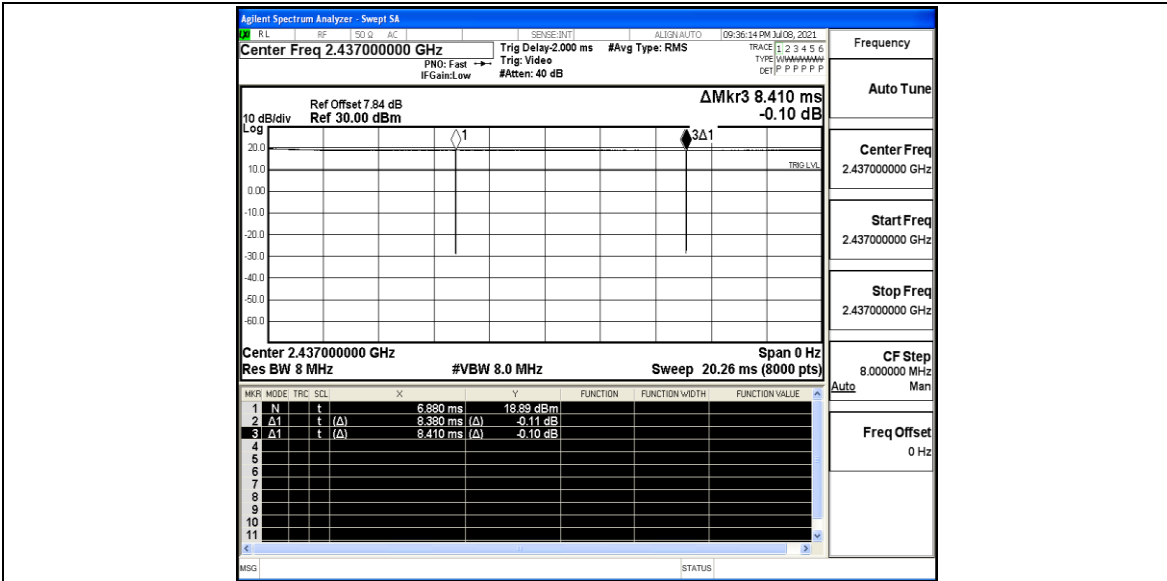 Agilent Spectrum Analyzer - Swept SA
LXI RL RF 50 Ω AC SENSE:INT ALIGNAUTO 09:36:14 PM Jul 08, 2021
Center Freq 2.437000000 GHz Trig Delay-2.000 ms #Avg Type: RMS TRACE 1 2 3 4 5 6
PNO: Fast Trig: Video TYPE
IFGain:Low #Atten: 40 dB DET P P P P P P
Frequency
Ref Offset 7.84 dB ΔMkr3 8.410 ms
10 dB/div Ref 30.00 dBm -0.10 dB
Log
1 3Δ1
20.0
10.0 TRIG LVL
0.00
-10.0
-20.0
-30.0
-40.0
-50.0
-60.0
Center 2.437000000 GHz Span 0 Hz
Res BW 8 MHz #VBW 8.0 MHz Sweep 20.26 ms (8000 pts)
MKR MODE TRC SCL X Y FUNCTION FUNCTION WIDTH FUNCTION VALUE
1 N t 6.880 ms 18.89 dBm
2 Δ1 t (Δ) 8.380 ms (Δ) -0.11 dB
3 Δ1 t (Δ) 8.410 ms (Δ) -0.10 dB
4
5
6
7
8
9
10
11
MSG STATUS
Auto Tune
Center Freq
2.437000000 GHz
Start Freq
2.437000000 GHz
Stop Freq
2.437000000 GHz
CF Step
8.000000 MHz
Auto Man
Freq Offset
0 Hz